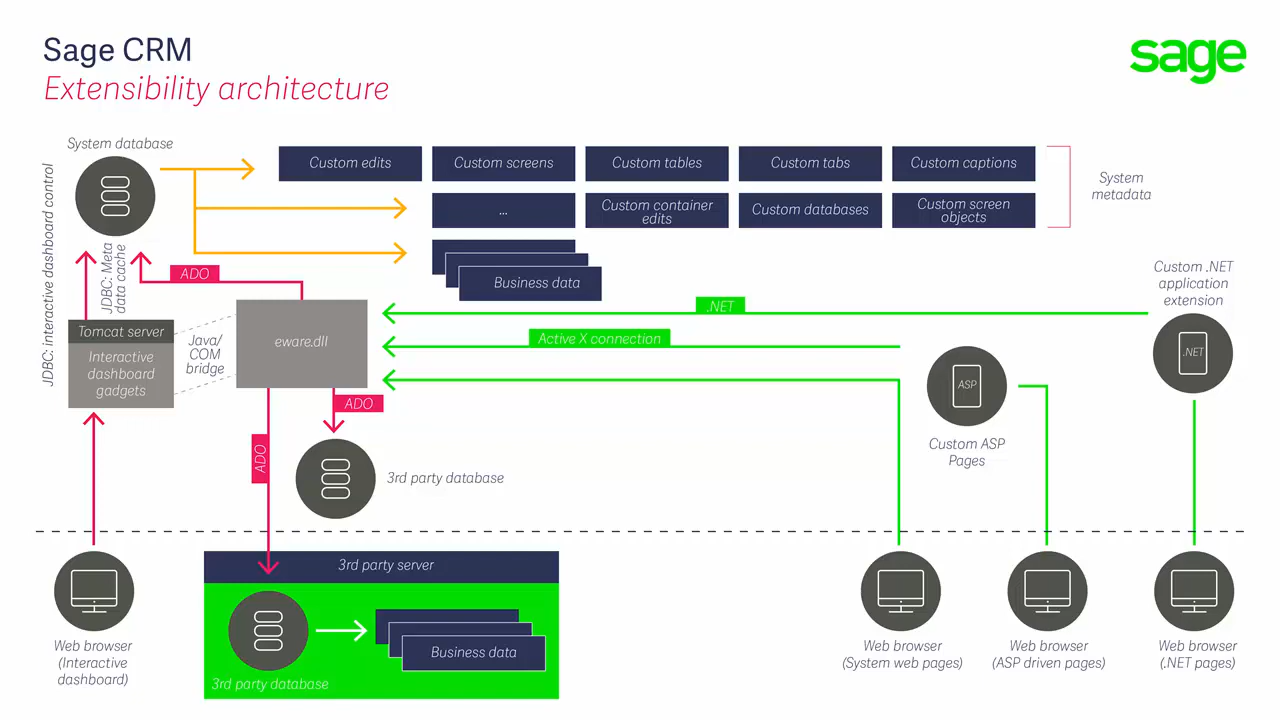 Sage CRM
Extensibility architecture
sage
System database
JDBC: interactive dashboard control
JDBC: Meta
data cache
Custom edits
Custom screens
Custom tables
Custom tabs
Custom captions
...
Custom container
edits
Custom databases
Custom screen
objects
System
metadata
Business data
ADO
Custom .NET
application
extension
.NET
.NET
Tomcat server
Interactive
dashboard
gadgets
Java/
COM
bridge
eware.dll
Active X connection
ASP
Custom ASP
Pages
ADO
ADO
3rd party database
3rd party server
3rd party database
Business data
Web browser
(Interactive
dashboard)
Web browser
(System web pages)
Web browser
(ASP driven pages)
Web browser
(.NET pages)